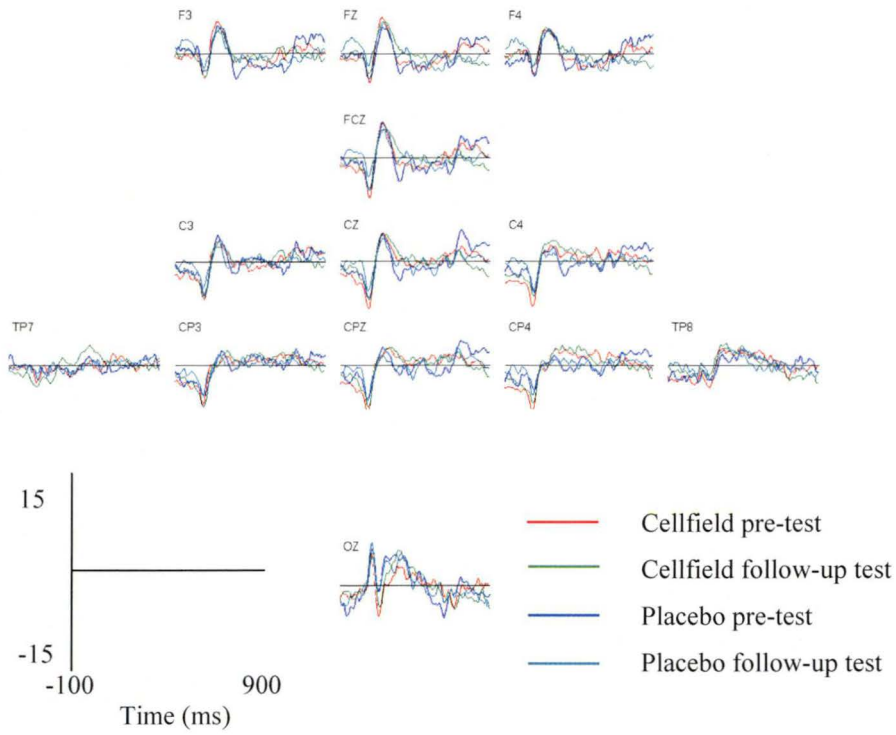 F3
FZ
F4
FCZ
C3
CZ
C4
TP7
CP3
CPZ
CP4
TP8
15
-15
-100
900
Time (ms)
OZ
Cellfield pre-test
Cellfield follow-up test
Placebo pre-test
Placebo follow-up test